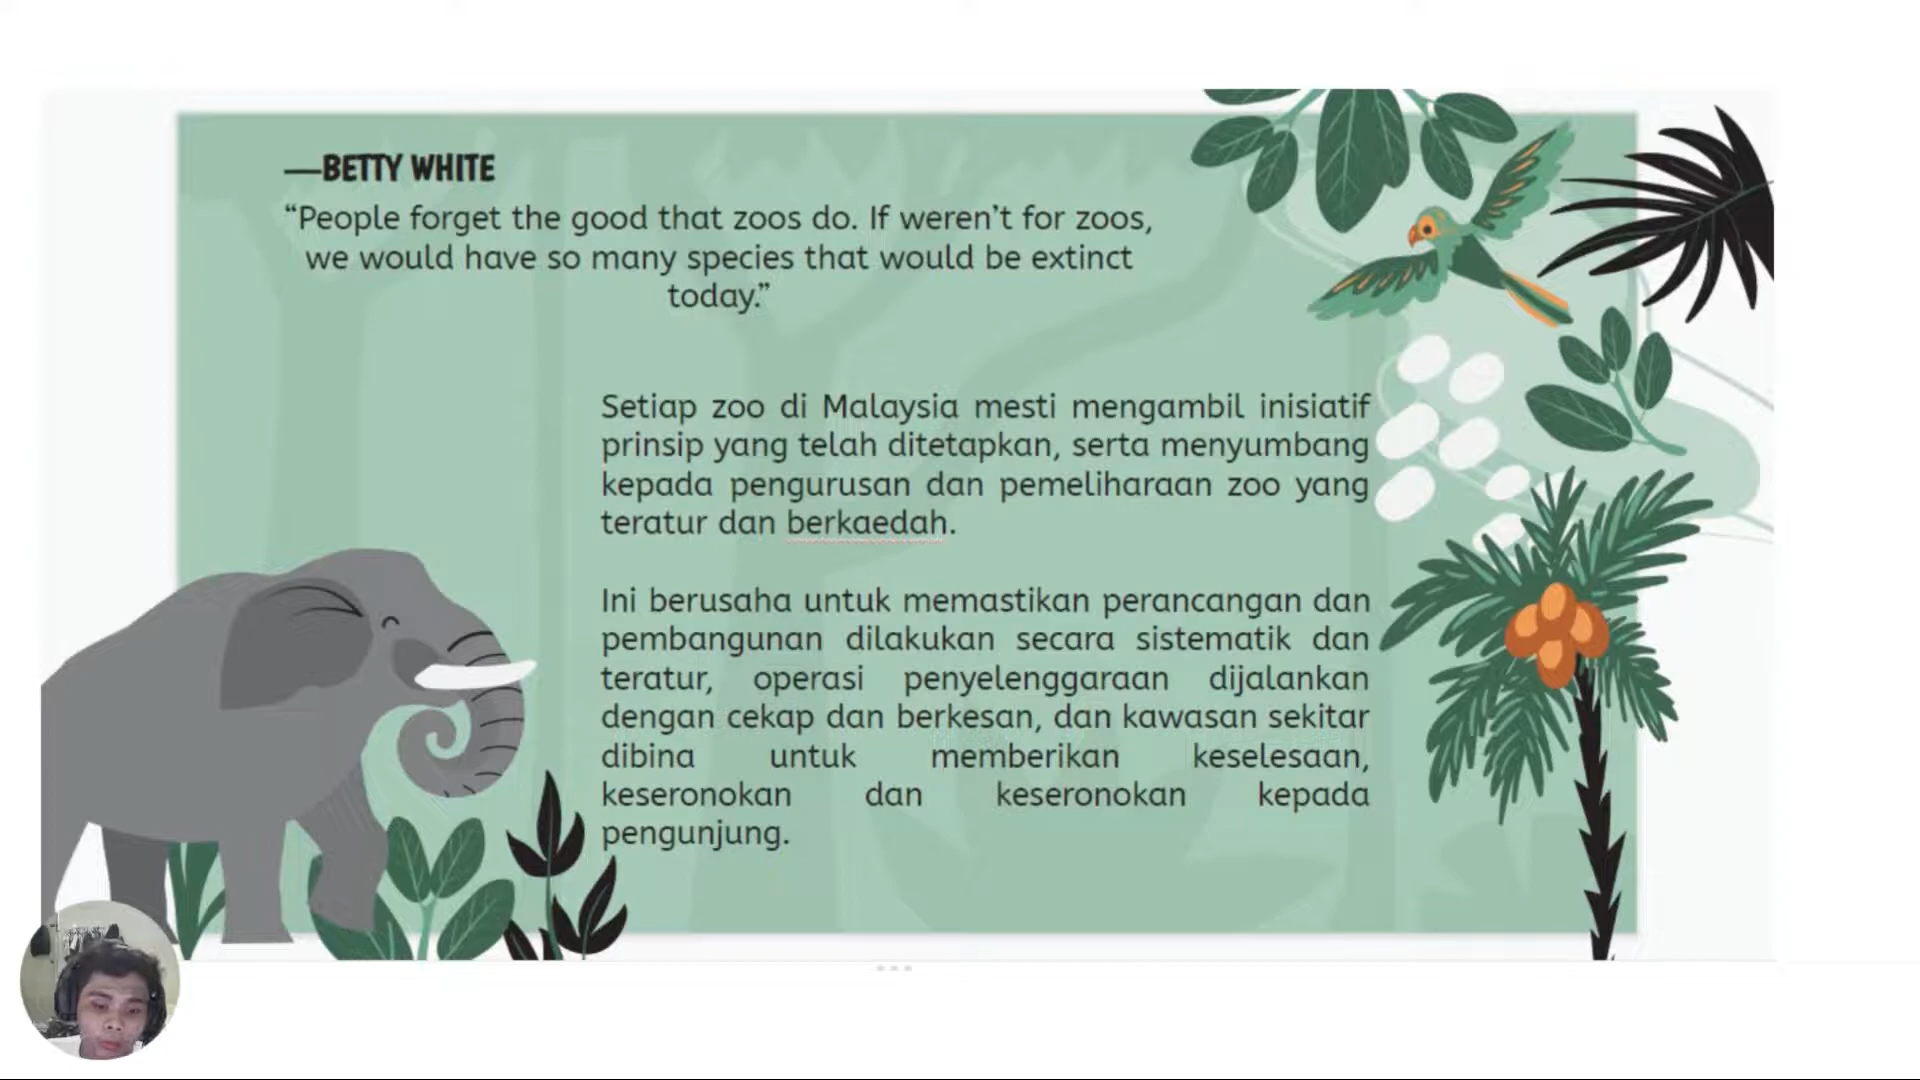 —BETTY WHITE
“People forget the good that zoos do. If weren’t for zoos,
we would have so many species that would be extinct
today.”
Setiap zoo di Malaysia mesti mengambil inisiatif
prinsip yang telah ditetapkan, serta menyumbang
kepada pengurusan dan pemeliharaan zoo yang
teratur dan berkaedah.
Ini berusaha untuk memastikan perancangan dan
pembangunan dilakukan secara sistematik dan
teratur, operasi penyelenggaraan dijalankan
dengan cekap dan berkesan, dan kawasan sekitar
dibina untuk memberikan keselesaan,
keseronokan dan keseronokan kepada
pengunjung.